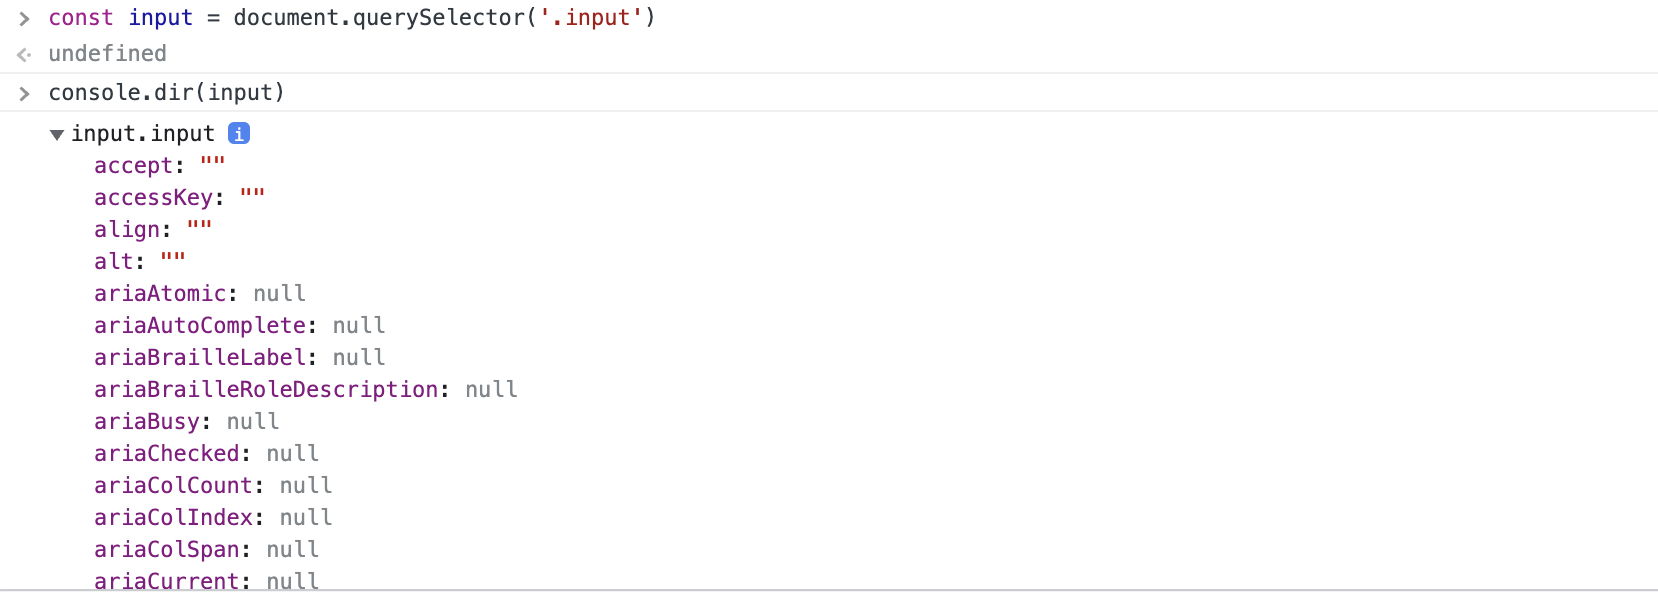 > const input = document.querySelector('.input')
<· undefined
> console.dir(input)
▼ input.input i
accept: ""
accessKey: ""
align: ""
alt: ""
ariaAtomic: null
ariaAutoComplete: null
ariaBrailleLabel: null
ariaBrailleRoleDescription: null
ariaBusy: null
ariaChecked: null
ariaColCount: null
ariaColIndex: null
ariaColSpan: null
ariaCurrent: null